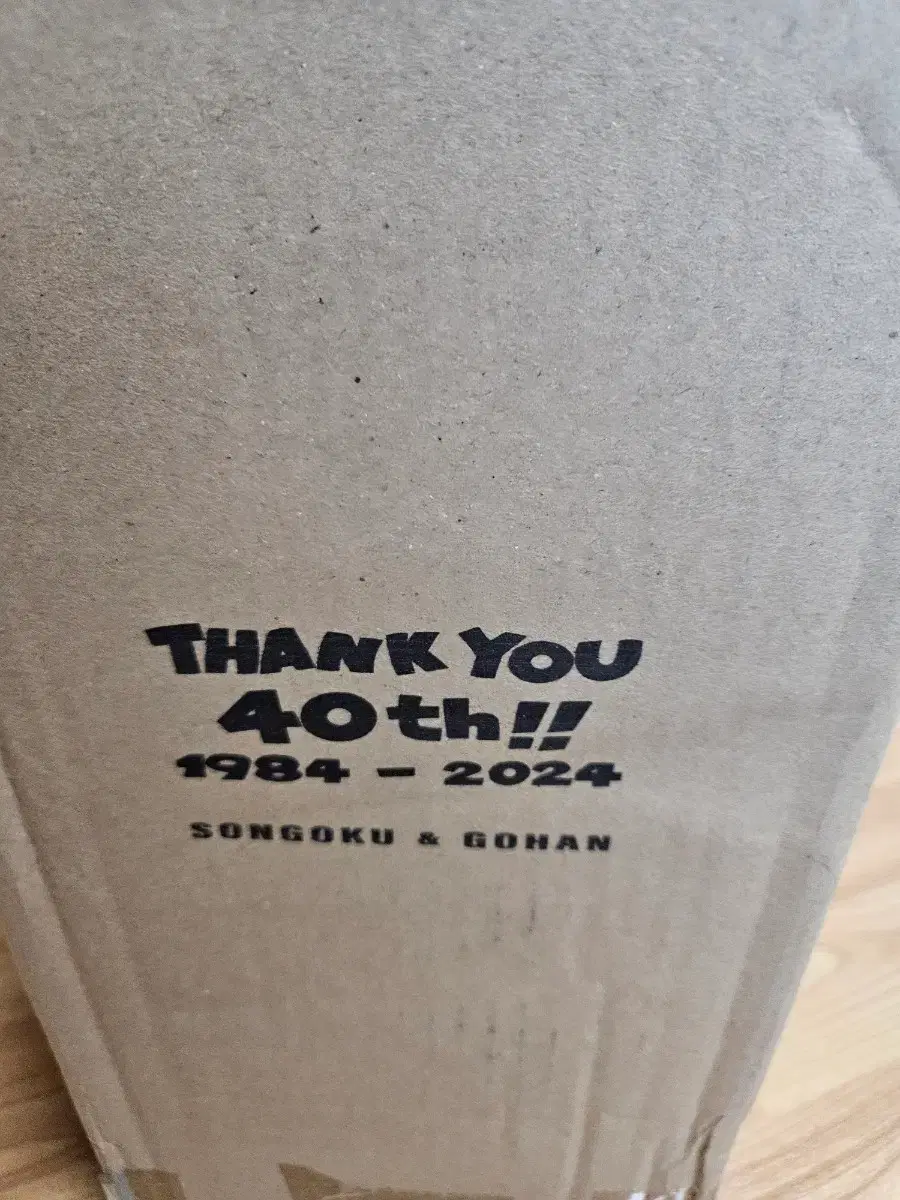 THANK YOU
40th!!
1984 - 2024
SONGOKU & GOHAN